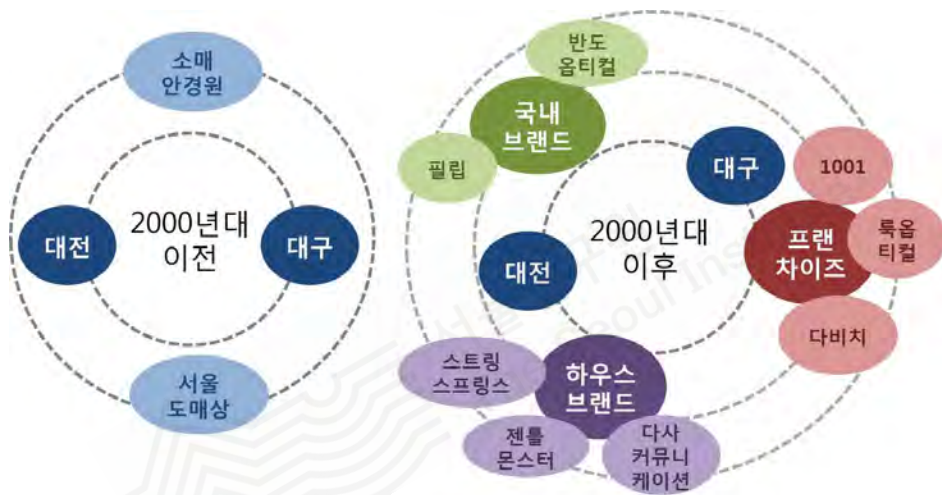 소매
안경원
대전
2000년대
이전
대구
서울
도매상
반도
옵티컬
국내
브랜드
필립
대구
1001
룩옵
티컬
프랜
차이즈
다비치
2000년대
이후
대전
스트링
스프링스
하우스
브랜드
젠틀
몬스터
다사
커뮤니
케이션